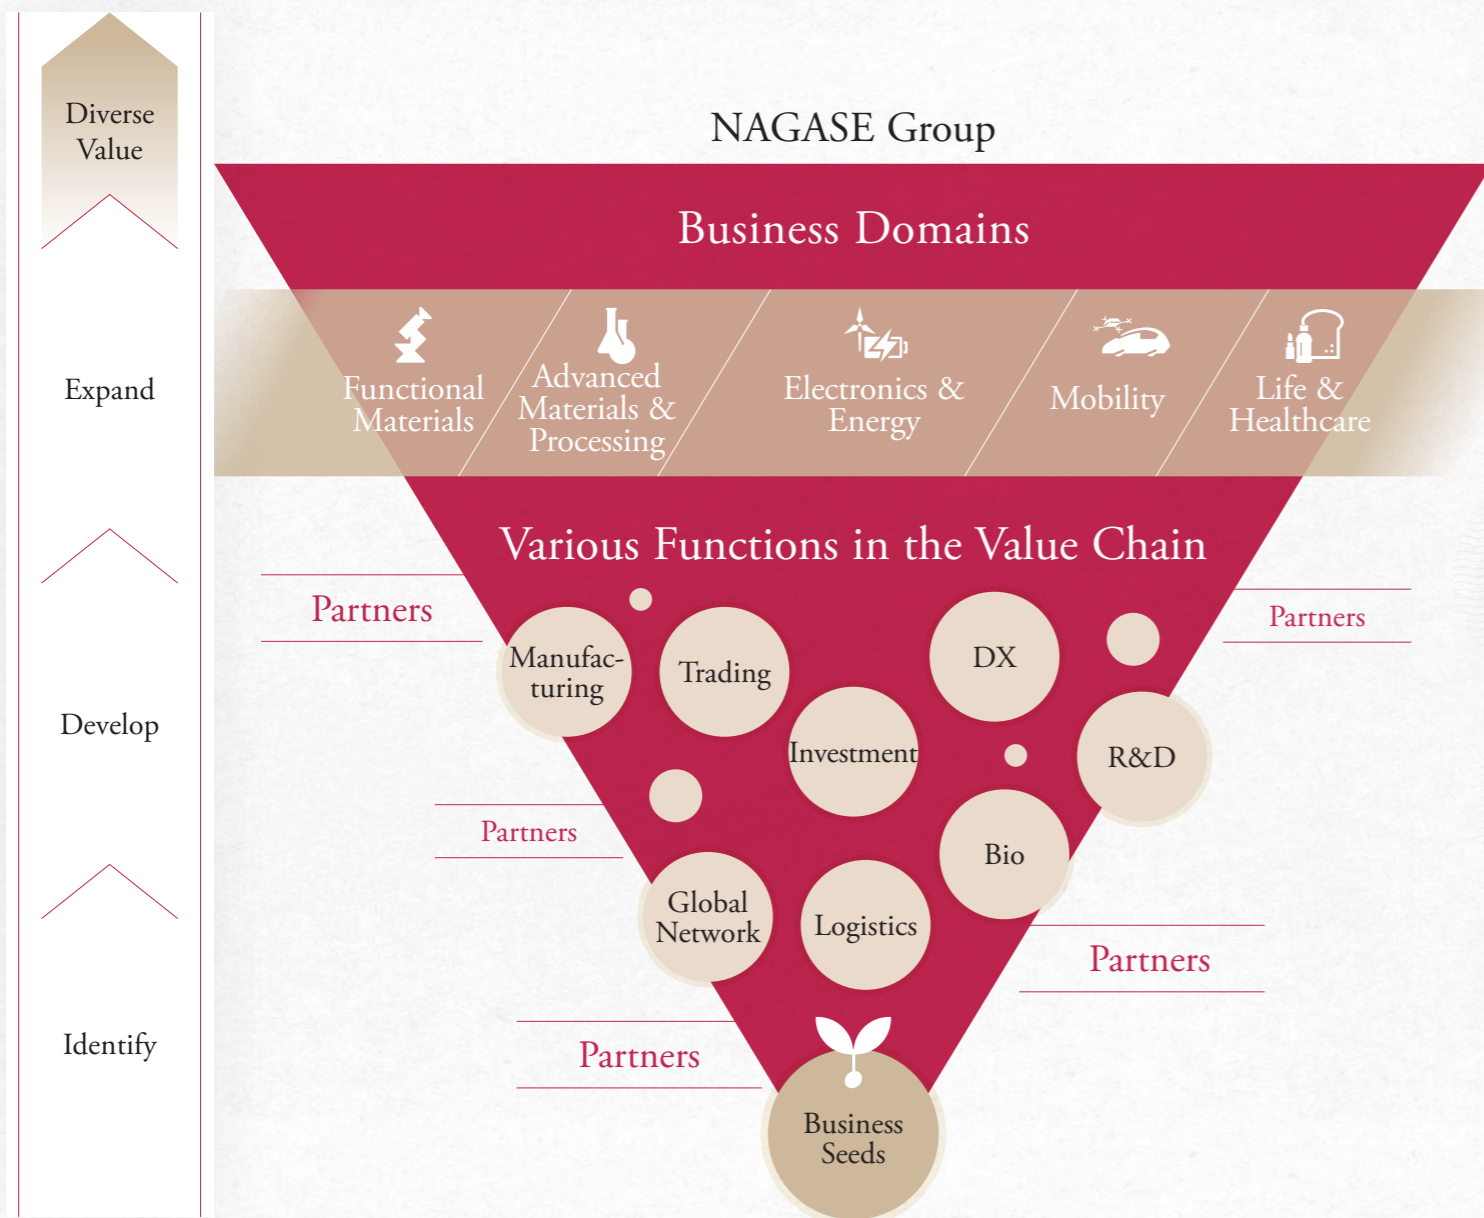 Diverse
Value
Expand
Develop
Identify
NAGASE Group
Business Domains
Functional
Materials
Advanced
Materials &
Processing
Electronics &
Energy
Mobility
Life &
Healthcare
Various Functions in the Value Chain
Partners
Partners
Manufac-
turing
Trading
DX
Investment
R&D
Partners
Bio
Global
Network
Logistics
Partners
Partners
Business
Seeds